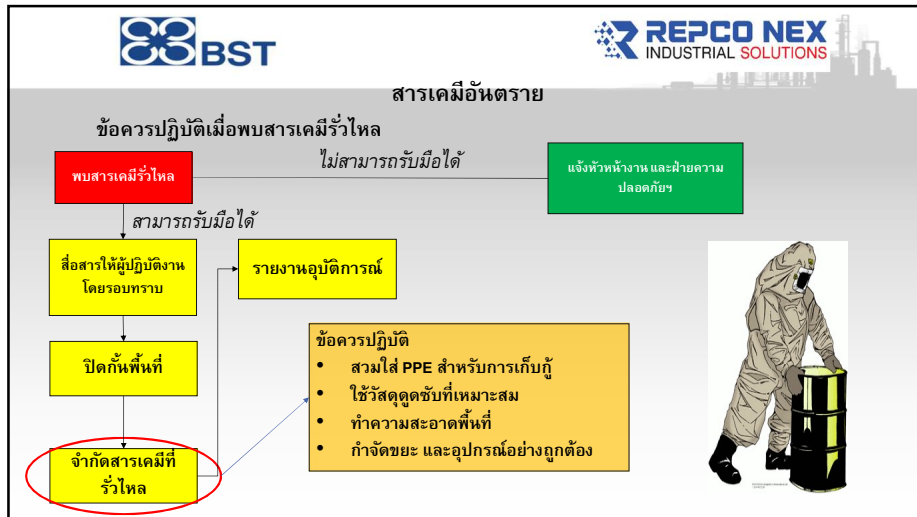 BST
REPCO NEX
INDUSTRIAL SOLUTIONS
สารเคมีอันตราย
ข้อควรปฏิบัติเมื่อพบสารเคมีรั่วไหล
พบสารเคมีรั่วไหล
ไม่สามารถรับมือได้
แจ้งหัวหน้างาน และฝ่ายความ
ปลอดภัยฯ
สามารถรับมือได้
สื่อสารให้ผู้ปฏิบัติงาน
โดยรอบทราบ
รายงานอุบัติการณ์
ปิดกั้นพื้นที่
จำกัดสารเคมีที่
รั่วไหล
ข้อควรปฏิบัติ
• สวมใส่ PPE สำหรับการเก็บกู้
• ใช้วัสดุดูดซับที่เหมาะสม
• ทำความสะอาดพื้นที่
• กำจัดขยะ และอุปกรณ์อย่างถูกต้อง